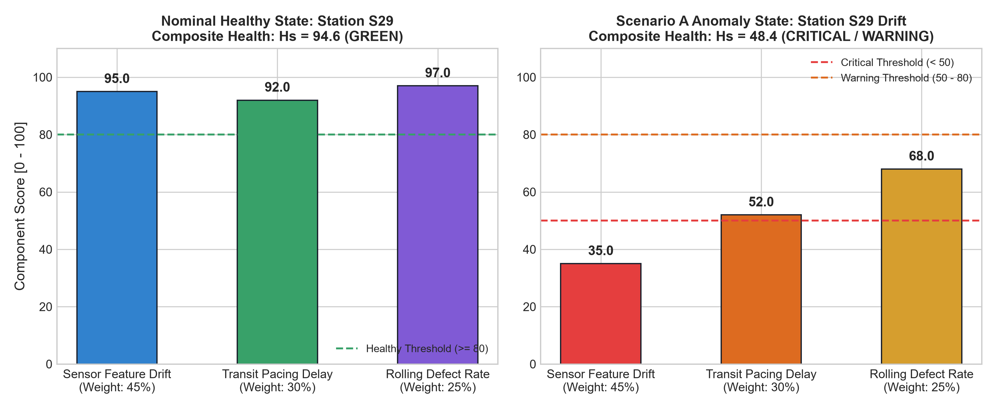 Nominal Healthy State: Station S29
Composite Health: Hs = 94.6 (GREEN)
Component Score [0 - 100]
100
80
60
40
20
0
95.0
92.0
97.0
Healthy Threshold (>= 80)
Sensor Feature Drift
(Weight: 45%)
Transit Pacing Delay
(Weight: 30%)
Rolling Defect Rate
(Weight: 25%)
Scenario A Anomaly State: Station S29 Drift
Composite Health: Hs = 48.4 (CRITICAL / WARNING)
Critical Threshold (< 50)
Warning Threshold (50 - 80)
100
80
60
40
20
0
35.0
52.0
68.0
Sensor Feature Drift
(Weight: 45%)
Transit Pacing Delay
(Weight: 30%)
Rolling Defect Rate
(Weight: 25%)